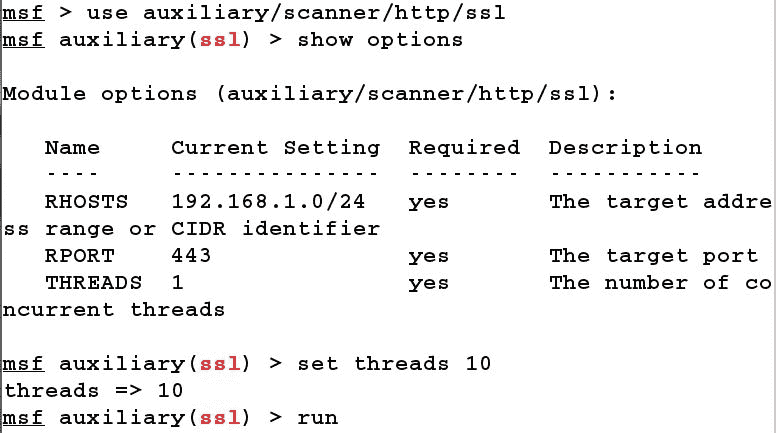 msf > use auxiliary/scanner/http/ssl
msf auxiliary(ssl) > show options
Module options (auxiliary/scanner/http/ssl):
Name Current Setting Required Description
---- --------------- -------- -----------
RHOSTS 192.168.1.0/24 yes The target addre
ss range or CIDR identifier
RPORT 443 yes The target port
THREADS 1 yes The number of co
ncurrent threads
msf auxiliary(ssl) > set threads 10
threads => 10
msf auxiliary(ssl) > run